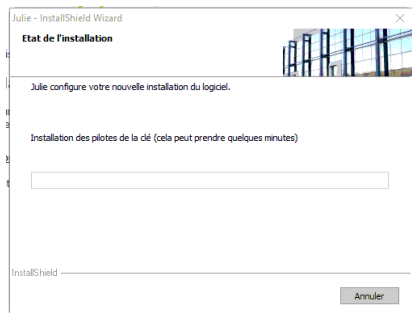 Julie - InstallShield Wizard
Etat de l'installation
Julie configure votre nouvelle installation du logiciel.
Installation des pilotes de la clé (cela peut prendre quelques minutes)
InstallShield
Annuler